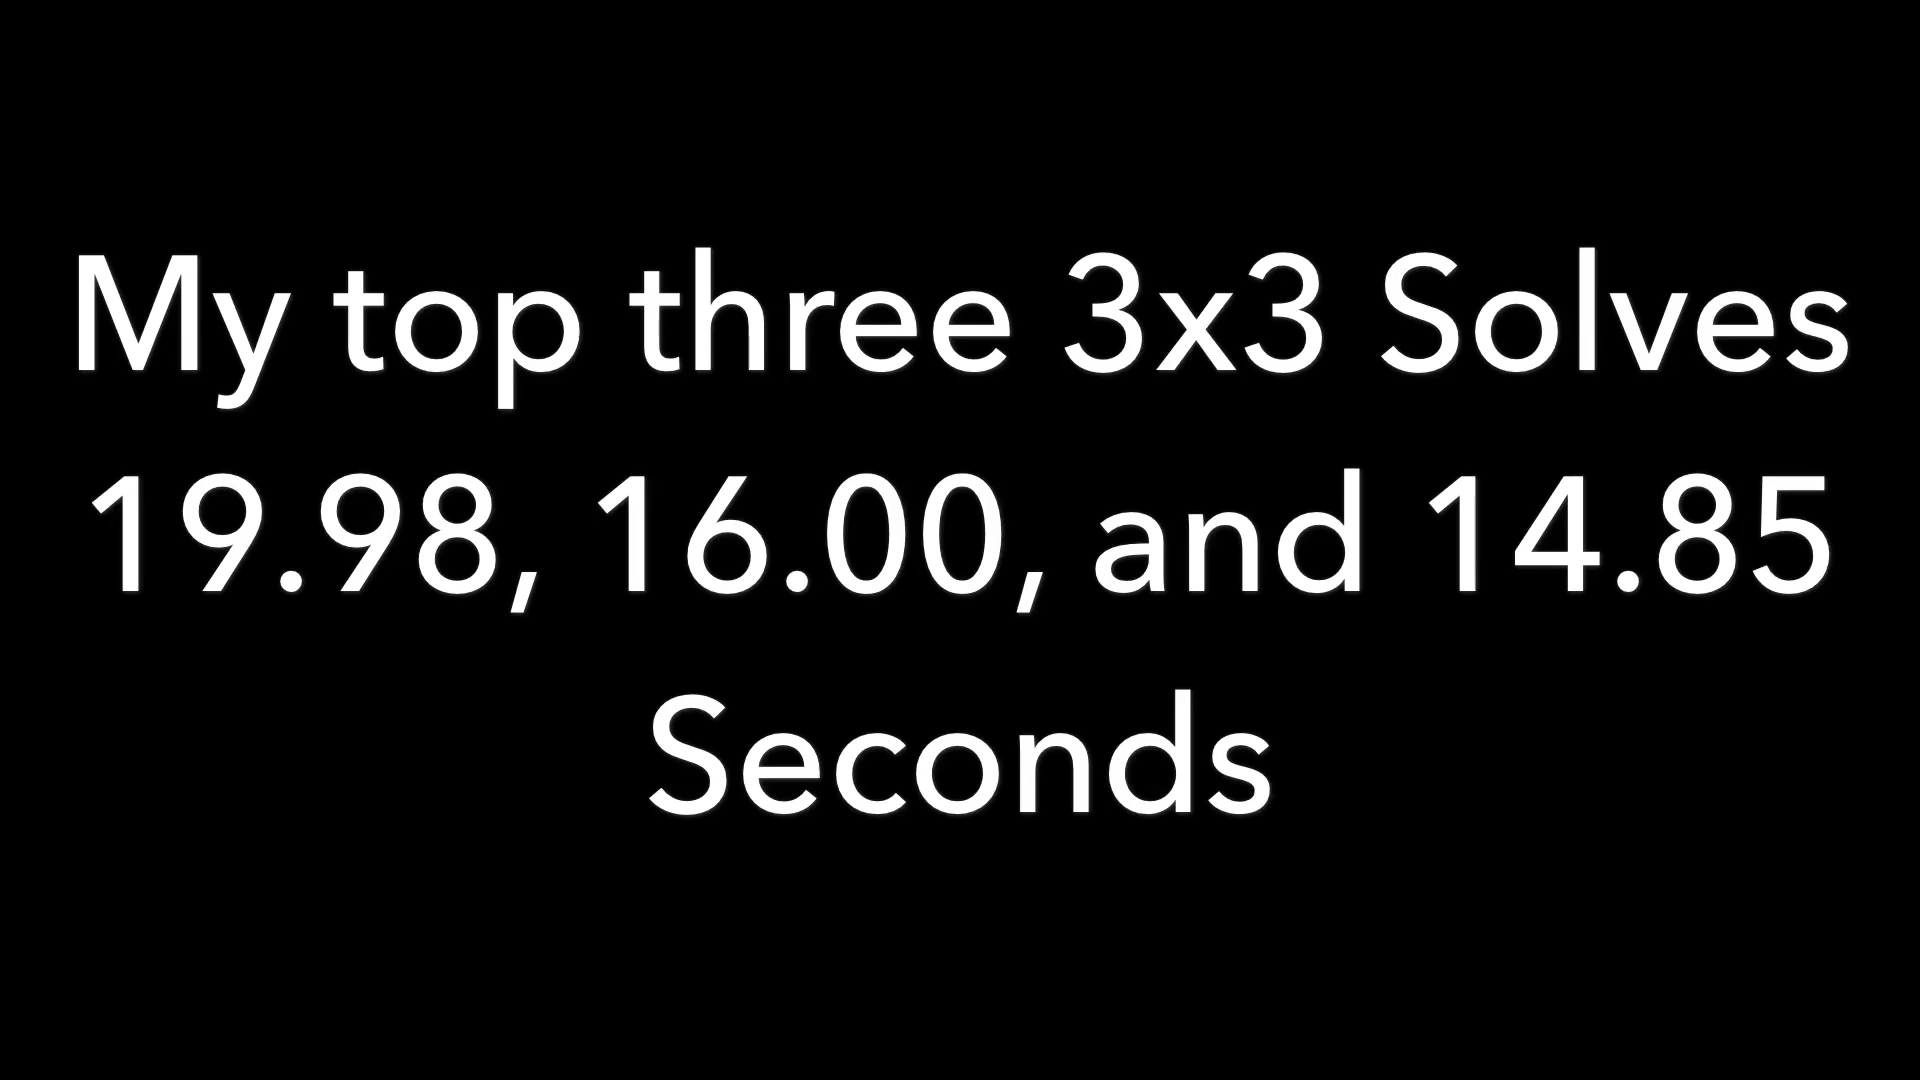 My top three 3x3 Solves
19.98, 16.00, and 14.85
Seconds